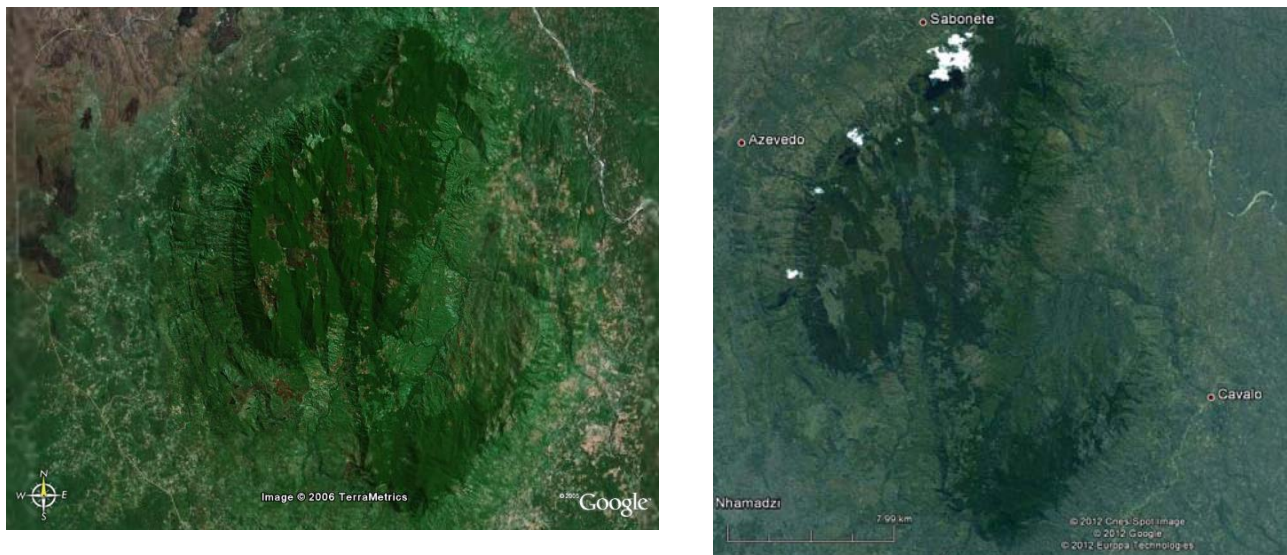 N
W E
S
Image © 2006 TerraMetrics
© 2005 Google
Sabonete
Azevedo
Cavalo
Nhamadzi
7.99 km
© 2012 Cnes/Spot Image
© 2012 Google
© 2012 Europa Technologies